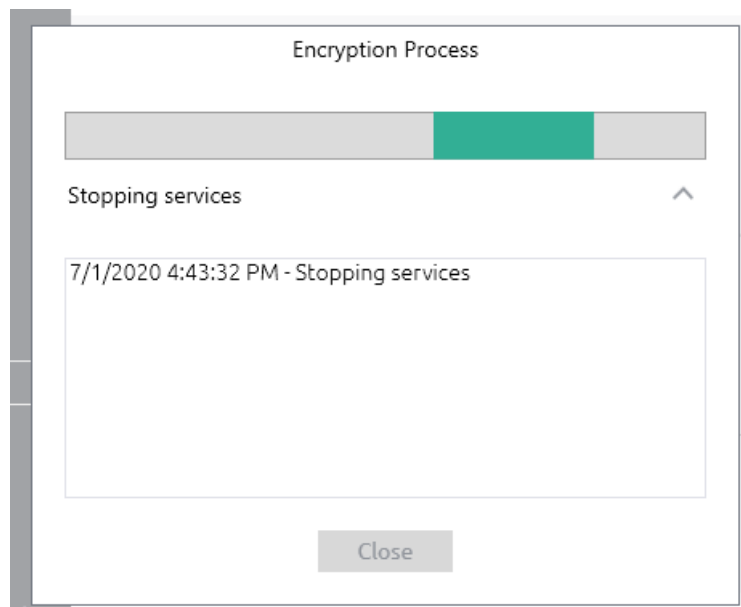 Encryption Process
Stopping services
7/1/2020 4:43:32 PM - Stopping services
Close